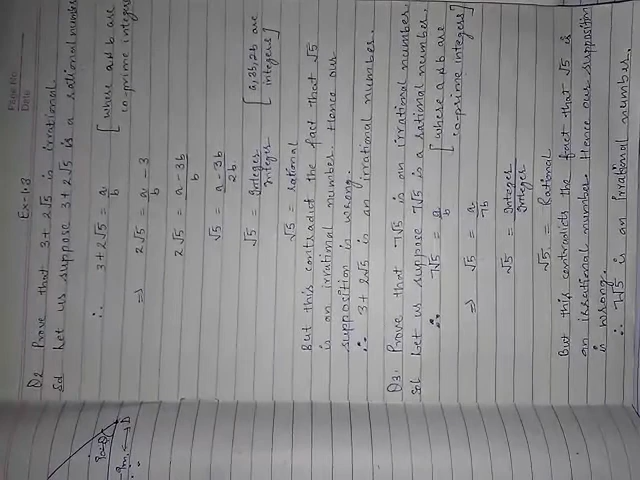 Page No.
Date
Ex-1.3
Q2 Prove that 3+2√5 is irrational.
Sol Let us suppose 3+2√5 is a rational number
∴ 3+2√5 = a/b [where a & b are co-prime integers]
⇒ 2√5 = a/b - 3
2√5 = a-3b/b
√5 = a-3b/2b
√5 = Integer/Integer [a, 3b, 2b are integers]
√5 = rational
But this contradict the fact that √5
is an irrational number. Hence our
supposition is wrong.
∴ 3+2√5 is an irrational number.
Q3. Prove that 7√5 is an irrational number.
Sol Let us suppose 7√5 is a rational number.
∴ 7√5 = a/b [where a & b are co-prime integers]
⇒ √5 = a/7b
√5 = Integer/Integer
√5 = Rational
But this contradicts the fact that √5 is
an irrational number. Hence our supposition
is wrong.
∴ 7√5 is an irrational number.